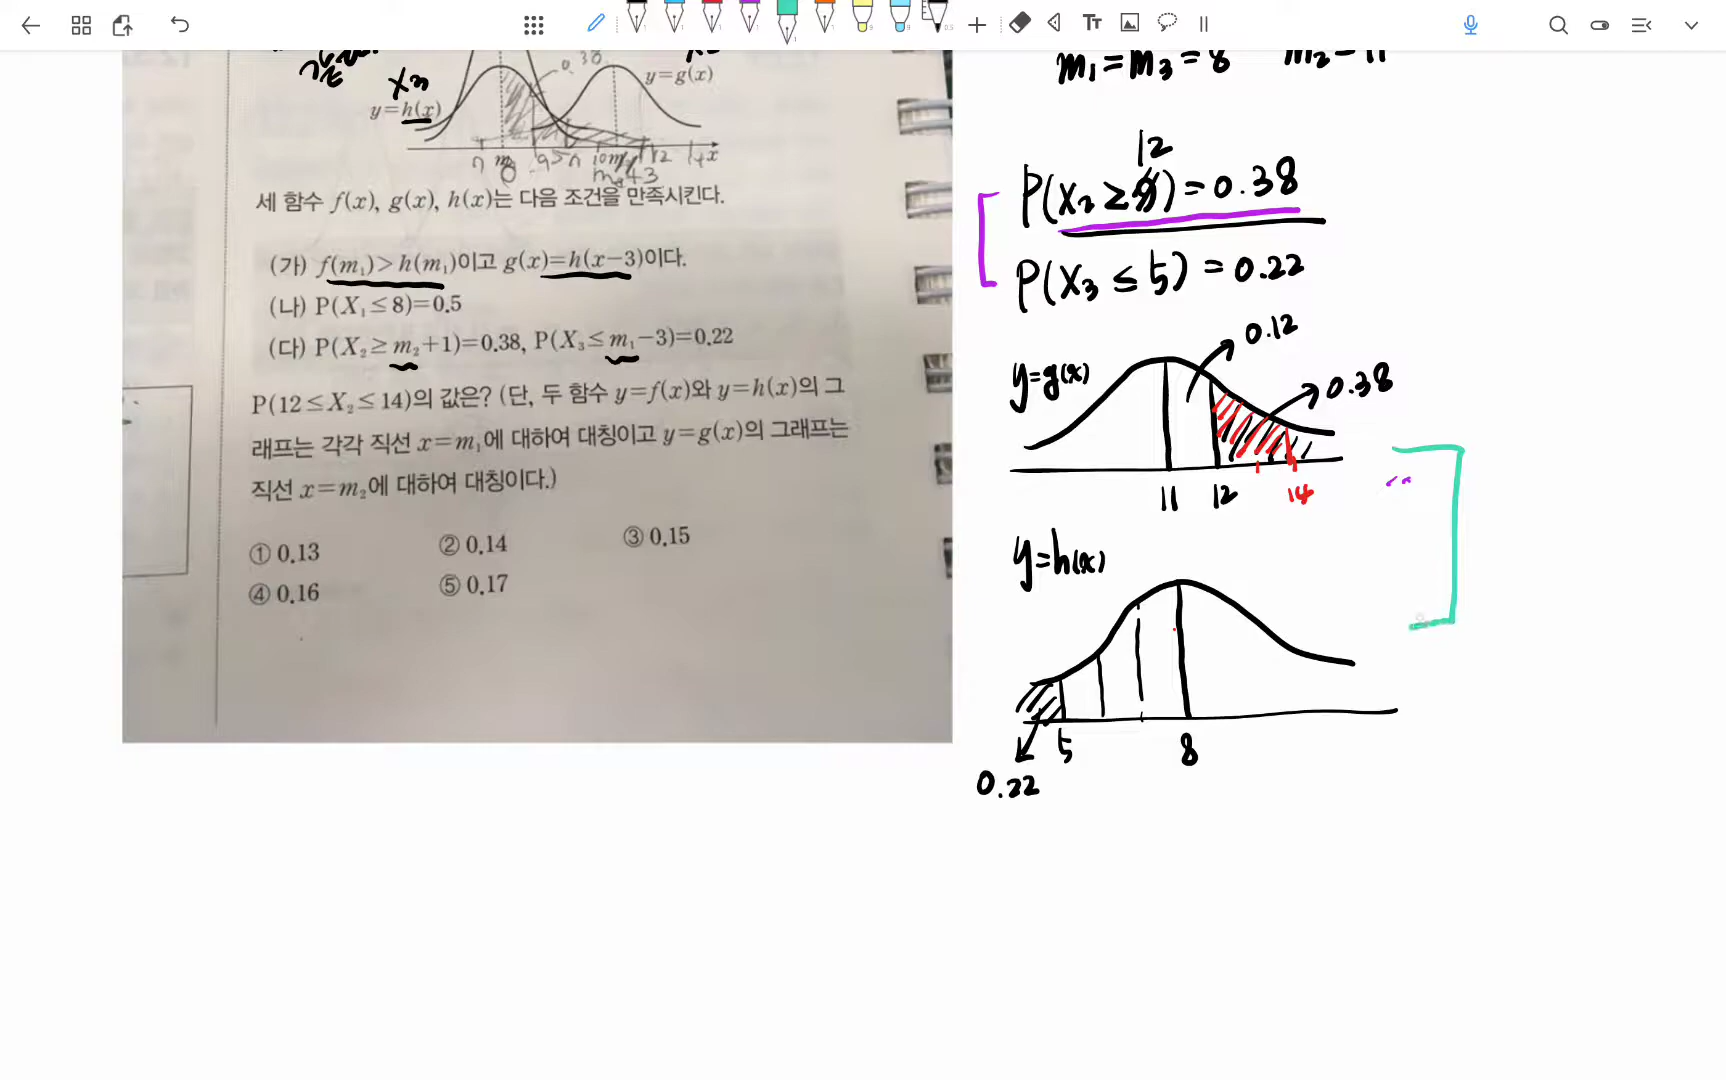 m₁=m₃=8 m₂=11
0.38
y=g(x)
X₃
y=h(x)
세 함수 f(x), g(x), h(x)는 다음 조건을 만족시킨다.
(가) f(m₁)>h(m₁)이고 g(x)=h(x-3)이다.
(나) P(X₁≤8)=0.5
(다) P(X₂≥m₂+1)=0.38, P(X₃≤m₁-3)=0.22
P(12≤X₂≤14)의 값은? (단, 두 함수 y=f(x)와 y=h(x)의 그
래프는 각각 직선 x=m₁에 대하여 대칭이고 y=g(x)의 그래프는
직선 x=m₂에 대하여 대칭이다.)
① 0.13 ② 0.14 ③ 0.15
④ 0.16 ⑤ 0.17
12
P(X₂≥9)=0.38
P(X₃≤5)=0.22
0.12
y=g(x)
0.38
11 12 14
y=h(x)
5 8
0.22